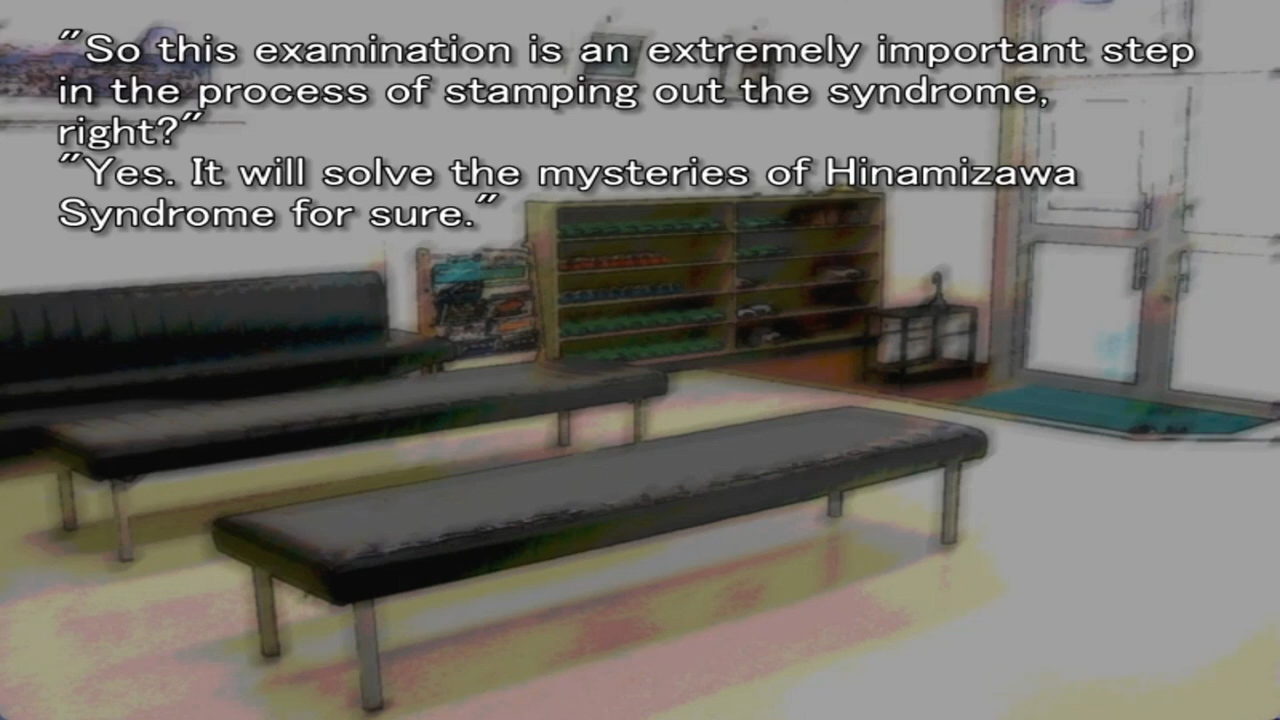 "So this examination is an extremely important step
in the process of stamping out the syndrome,
right?"
"Yes. It will solve the mysteries of Hinamizawa
Syndrome for sure."